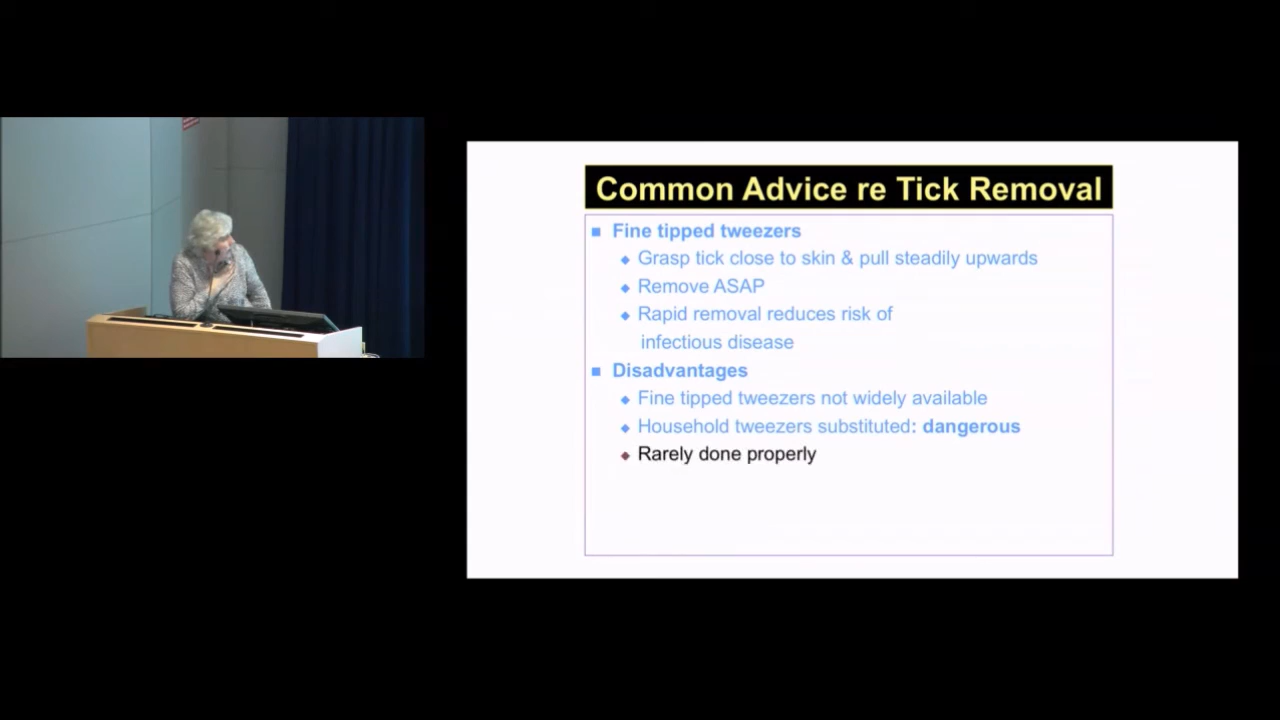 Common Advice re Tick Removal
Fine tipped tweezers
Grasp tick close to skin & pull steadily upwards
Remove ASAP
Rapid removal reduces risk of
infectious disease
Disadvantages
Fine tipped tweezers not widely available
Household tweezers substituted: dangerous
Rarely done properly